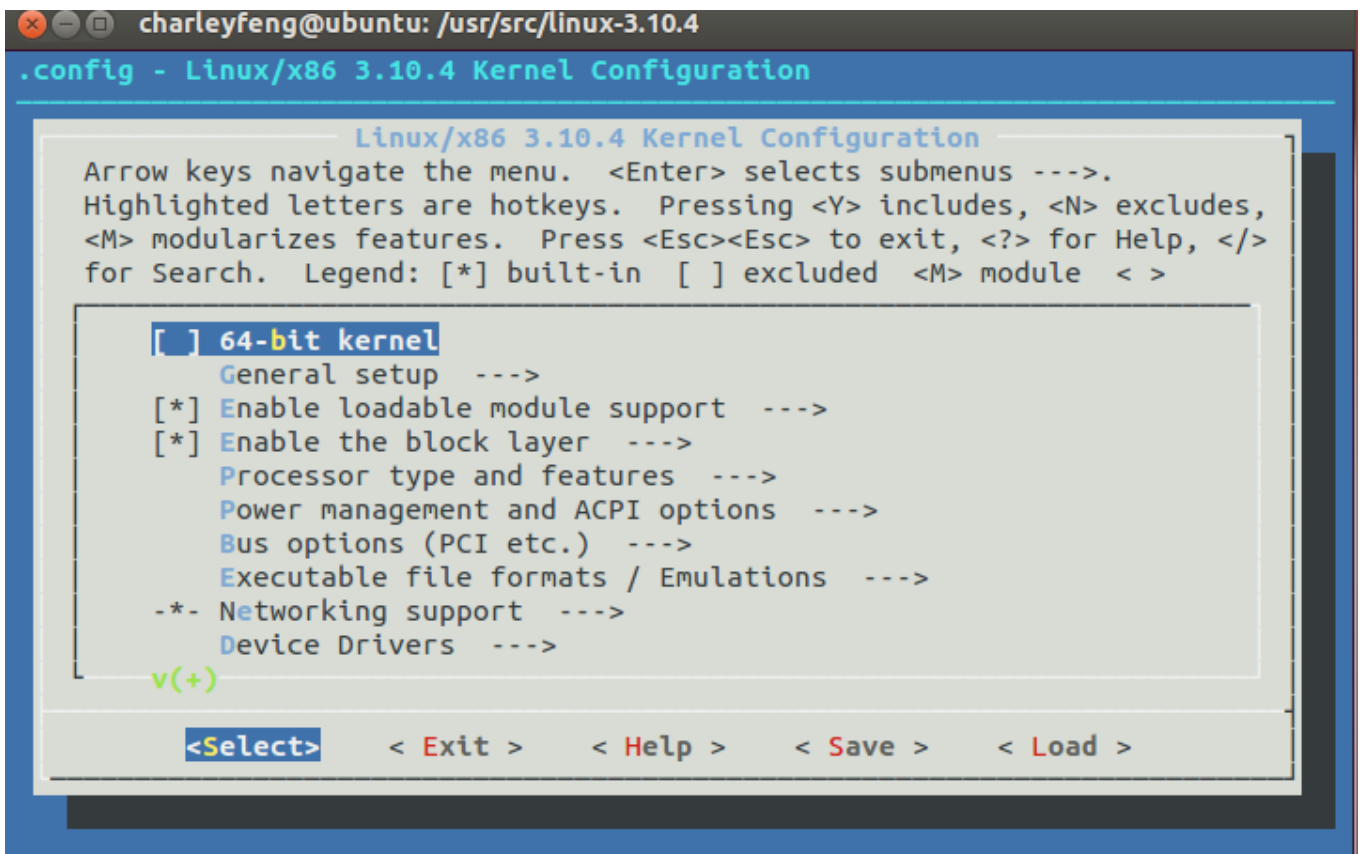 charleyfeng@ubuntu: /usr/src/linux-3.10.4
.config - Linux/x86 3.10.4 Kernel Configuration
Linux/x86 3.10.4 Kernel Configuration
Arrow keys navigate the menu.  <Enter> selects submenus --->.
Highlighted letters are hotkeys.  Pressing <Y> includes, <N> excludes,
<M> modularizes features.  Press <Esc><Esc> to exit, <?> for Help, </>
for Search.  Legend: [*] built-in  [ ] excluded  <M> module  < >
[ ] 64-bit kernel
General setup  --->
[*] Enable loadable module support  --->
[*] Enable the block layer  --->
Processor type and features  --->
Power management and ACPI options  --->
Bus options (PCI etc.)  --->
Executable file formats / Emulations  --->
-*- Networking support  --->
Device Drivers  --->
v(+)
<Select>    < Exit >    < Help >    < Save >    < Load >